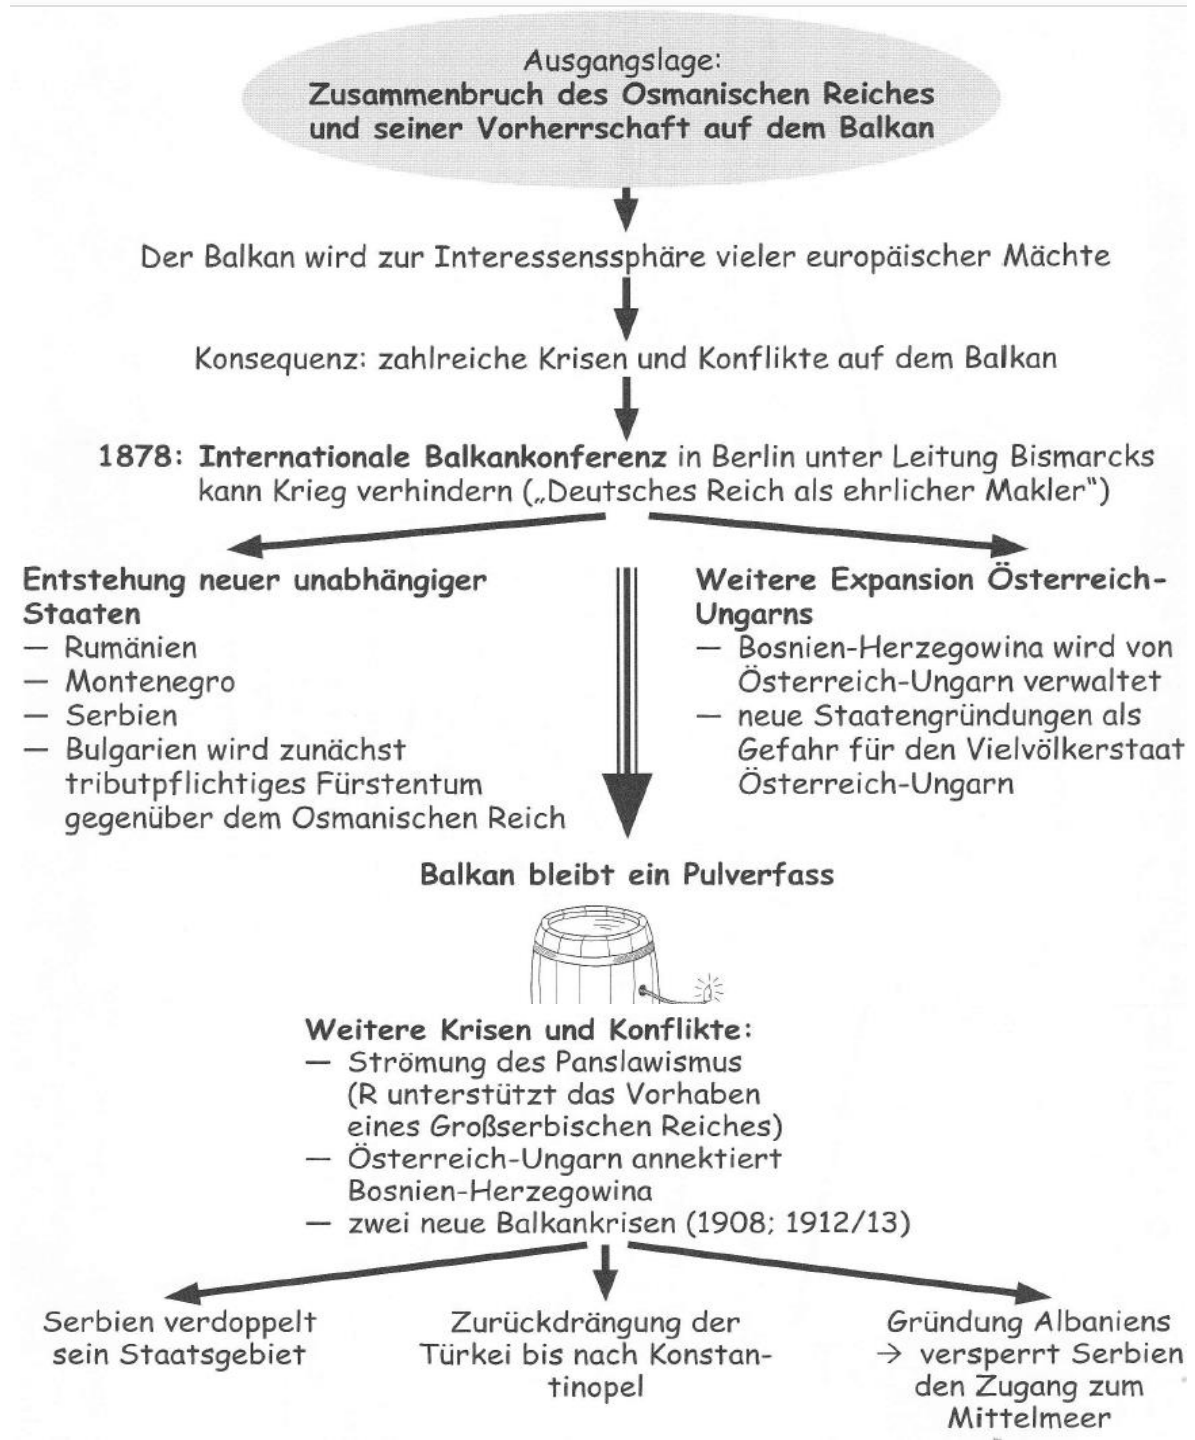 Ausgangslage:
Zusammenbruch des Osmanischen Reiches
und seiner Vorherrschaft auf dem Balkan
Der Balkan wird zur Interessenssphäre vieler europäischer Mächte
Konsequenz: zahlreiche Krisen und Konflikte auf dem Balkan
1878: Internationale Balkankonferenz in Berlin unter Leitung Bismarcks
kann Krieg verhindern („Deutsches Reich als ehrlicher Makler“)
Entstehung neuer unabhängiger
Staaten
— Rumänien
— Montenegro
— Serbien
— Bulgarien wird zunächst
tributpflichtiges Fürstentum
gegenüber dem Osmanischen Reich
Weitere Expansion Österreich-
Ungarns
— Bosnien-Herzegowina wird von
Österreich-Ungarn verwaltet
— neue Staatengründungen als
Gefahr für den Vielvölkerstaat
Österreich-Ungarn
Balkan bleibt ein Pulverfass
Weitere Krisen und Konflikte:
— Strömung des Panslawismus
(R unterstützt das Vorhaben
eines Großserbischen Reiches)
— Österreich-Ungarn annektiert
Bosnien-Herzegowina
— zwei neue Balkankrisen (1908; 1912/13)
Serbien verdoppelt
sein Staatsgebiet
Zurückdrängung der
Türkei bis nach Konstan-
tinopel
Gründung Albaniens
→ versperrt Serbien
den Zugang zum
Mittelmeer